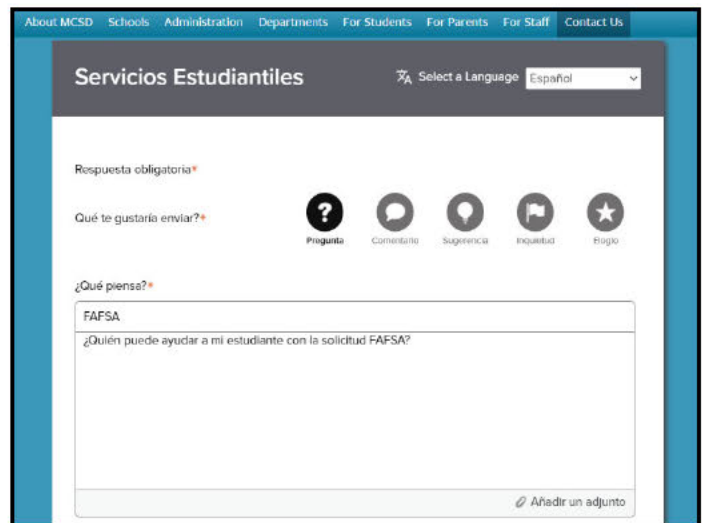 About MCSD Schools Administration Departments For Students For Parents For Staff Contact Us
Servicios Estudiantiles
Select a Language Español
Respuesta obligatoria*
Qué te gustaría enviar?*
Pregunta Comentario Sugerencia Inquietud Elogio
¿Qué piensa?*
FAFSA
¿Quién puede ayudar a mi estudiante con la solicitud FAFSA?
Añadir un adjunto